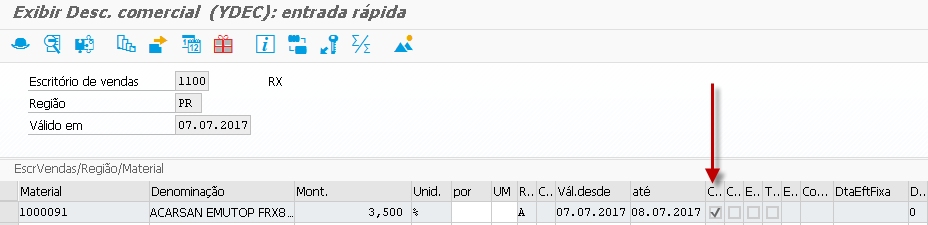 Exibir Desc. comercial (YDEC): entrada rápida
Escritório de vendas 1100 RX
Região PR
Válido em 07.07.2017
EscrVendas/Região/Material
Material Denominação Mont. Unid. por UM R.. C.. Vál.desde até C.. C.. E.. T.. E.. Co... DtaEftFixa D..
1000091 ACARSAN EMUTOP FRX8... 3,500 % A 07.07.2017 08.07.2017 0